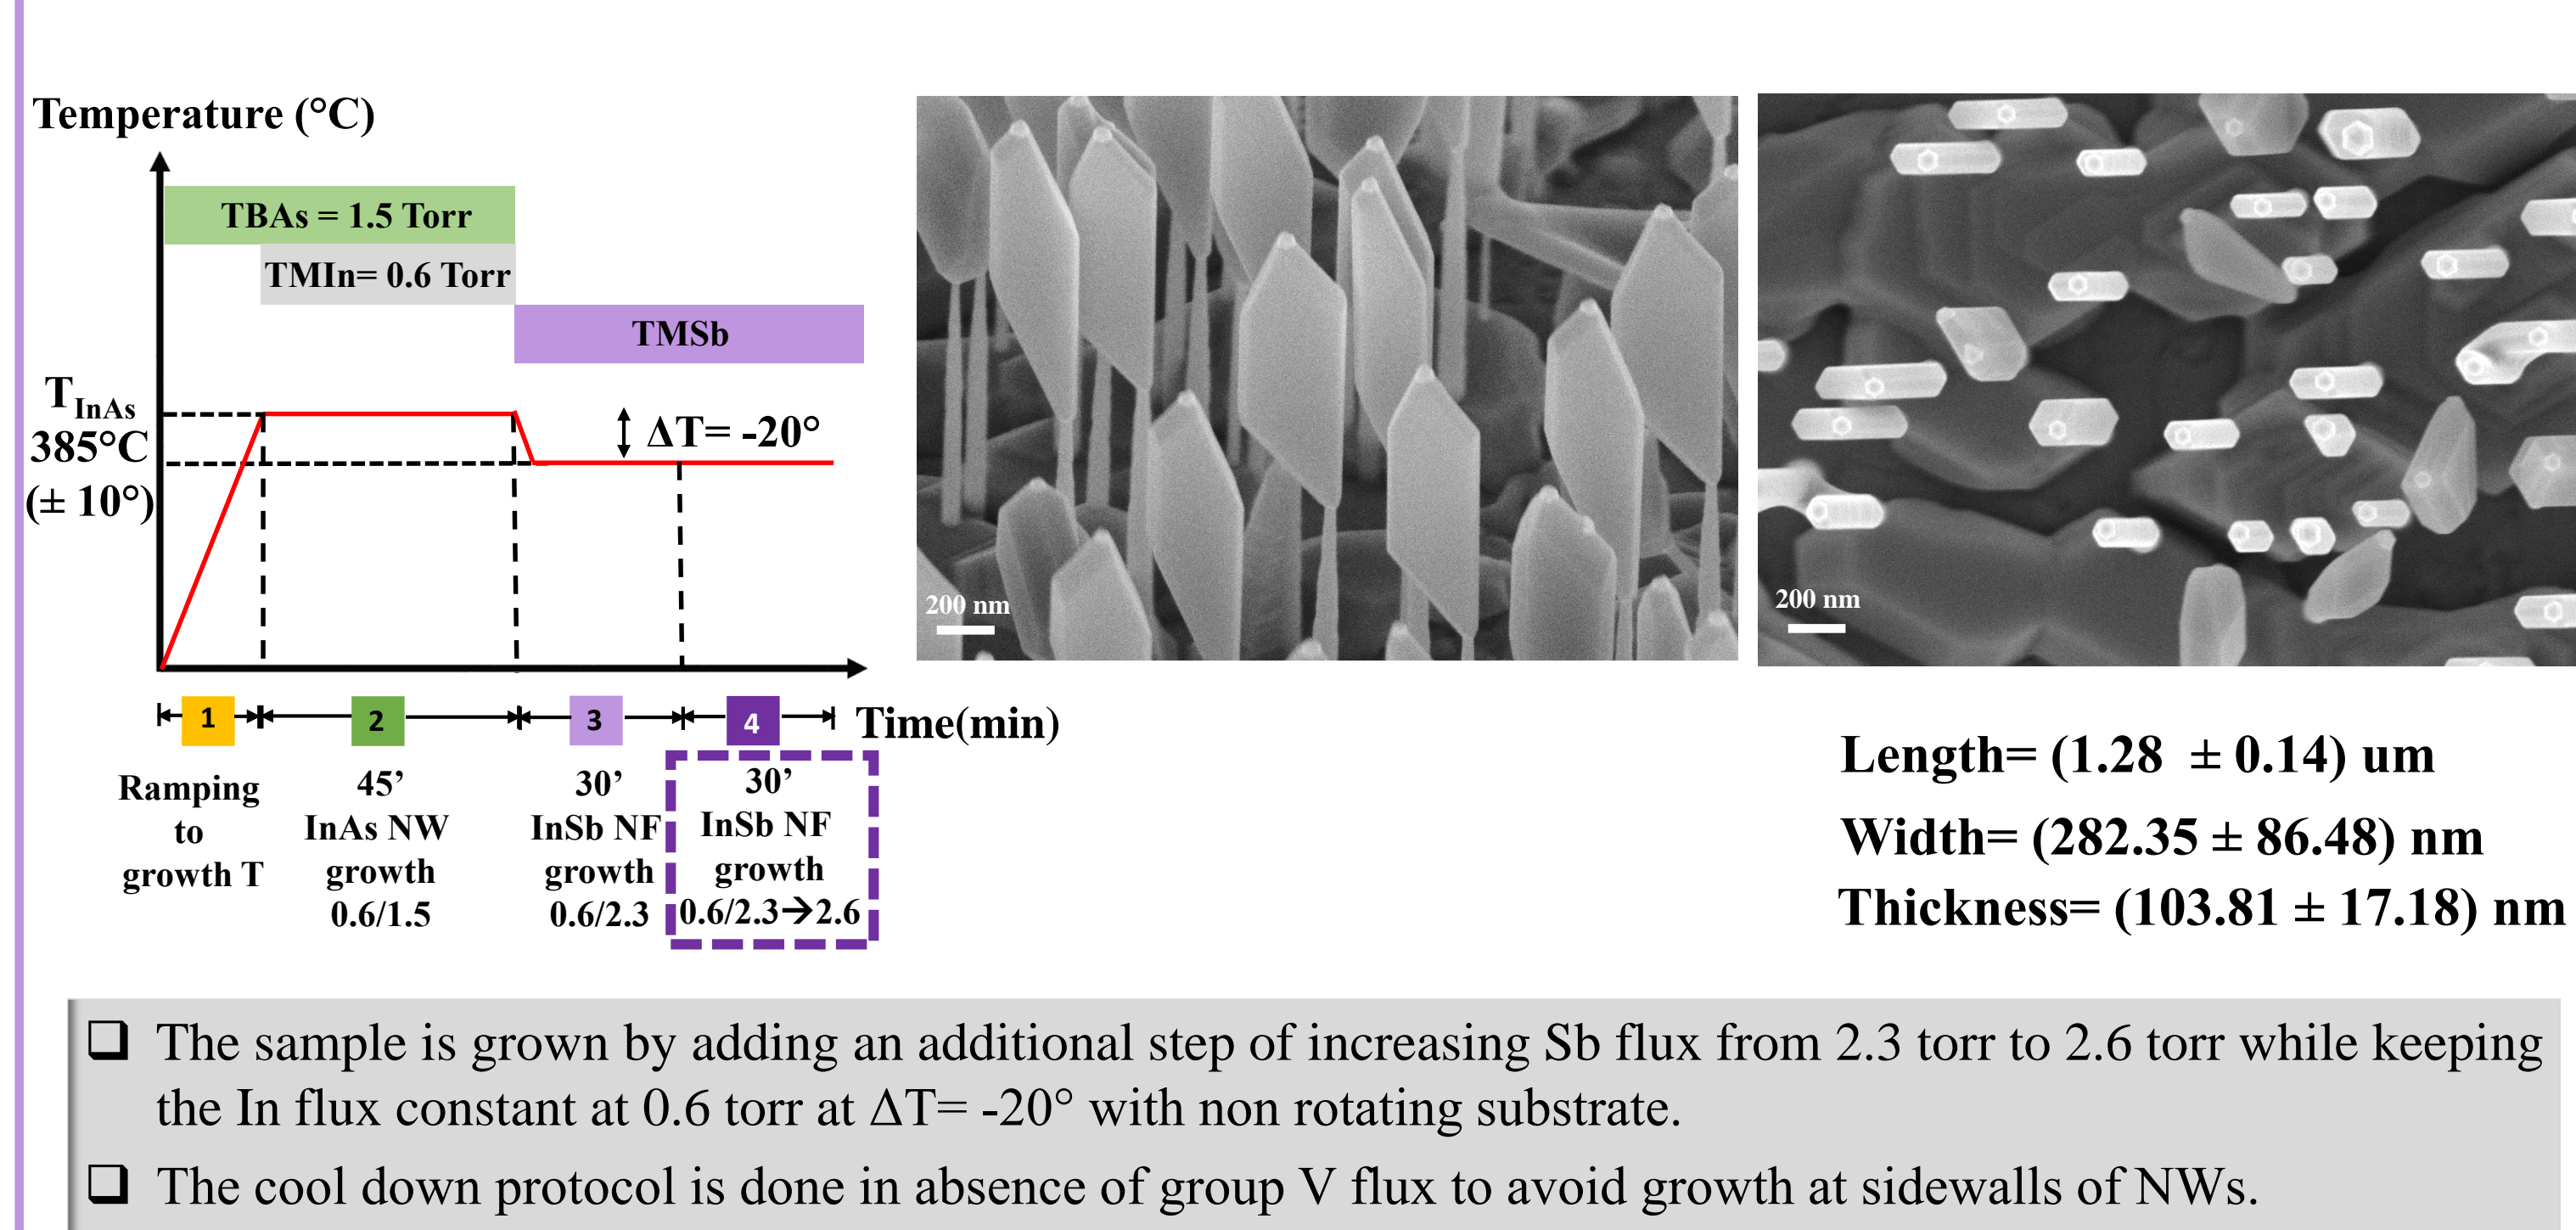 Temperature (°C)
TBAs = 1.5 Torr
TMIn= 0.6 Torr
TMSb
TInAs
385°C
(± 10°)
ΔT= -20°
1
2
3
4
Time(min)
Ramping
to
growth T
45’
InAs NW
growth
0.6/1.5
30’
InSb NF
growth
0.6/2.3
30’
InSb NF
growth
0.6/2.3→2.6
200 nm
200 nm
Length= (1.28 ± 0.14) um
Width= (282.35 ± 86.48) nm
Thickness= (103.81 ± 17.18) nm
❑ The sample is grown by adding an additional step of increasing Sb flux from 2.3 torr to 2.6 torr while keeping
the In flux constant at 0.6 torr at ΔT= -20° with non rotating substrate.
❑ The cool down protocol is done in absence of group V flux to avoid growth at sidewalls of NWs.